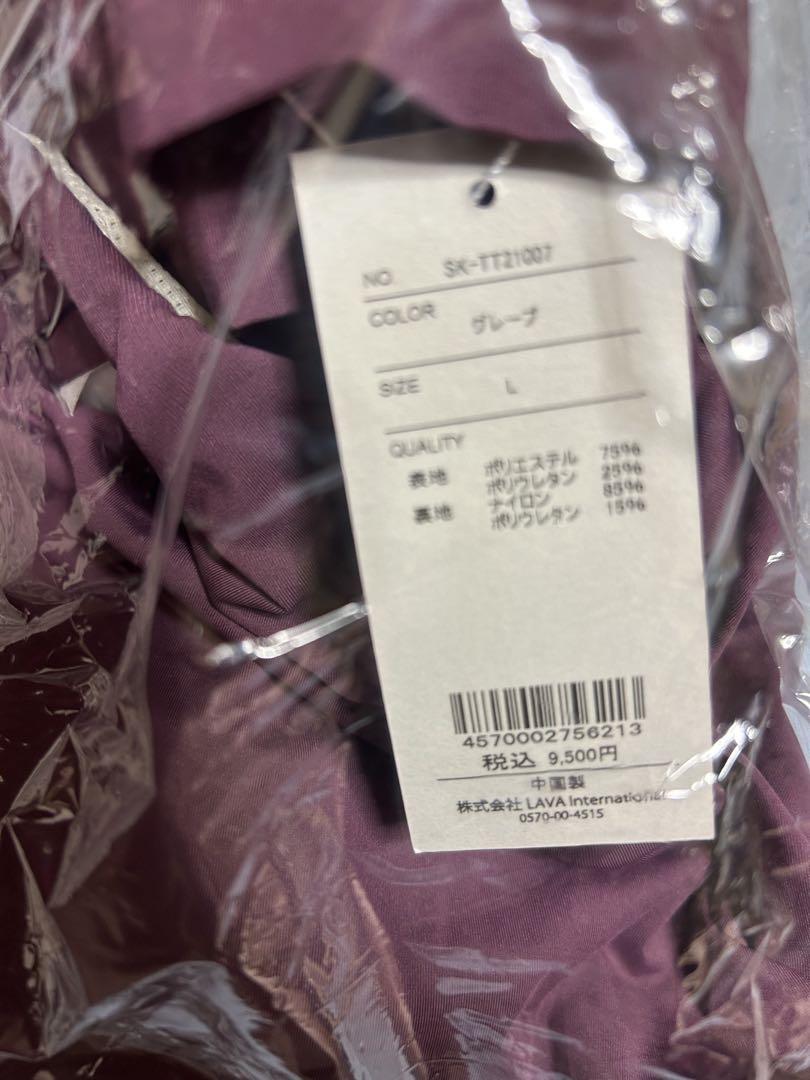 NO. SK-TT21007
COLOR グレープ
SIZE L
QUALITY
表地 ポリエステル 75%
ポリウレタン 25%
裏地 ナイロン 85%
ポリウレタン 15%
4570002756213
税込 9,500円
中国製
株式会社 LAVA International
0570-00-4515